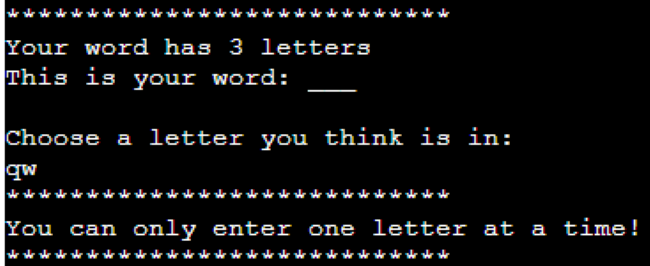 ****************************
Your word has 3 letters
This is your word: ___
Choose a letter you think is in:
qw
****************************
You can only enter one letter at a time!
****************************